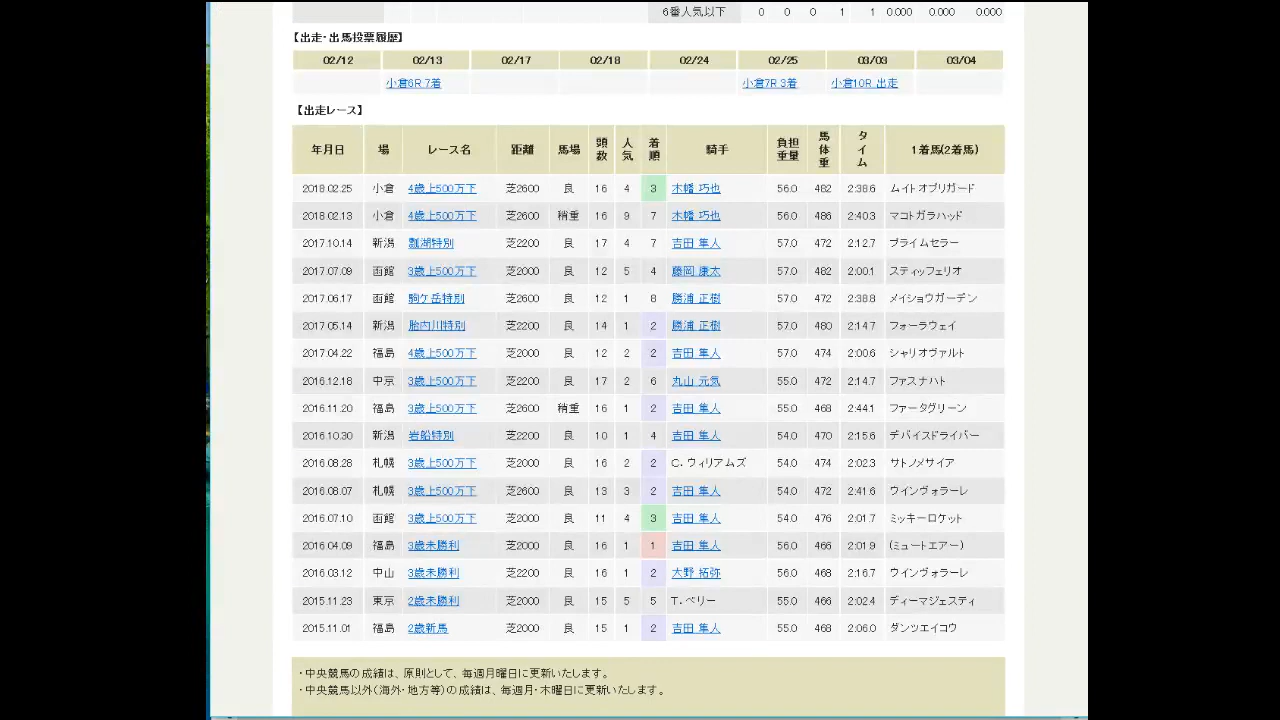 6番人気以下 0 0 0 1 1 0.000 0.000 0.000
【出走・出馬投票履歴】
02/12 02/13 02/17 02/18 02/24 02/25 03/03 03/04
小倉6R 7着 小倉7R 3着 小倉10R 出走
【出走レース】
年月日 場 レース名 距離 馬場 頭数 人気 着順 騎手 負担重量 馬体重 タイム 1着馬(2着馬)
2018.02.25 小倉 4歳上500万下 芝2600 良 16 4 3 木幡 巧也 56.0 482 2:38.6 ムイトオブリガード
2018.02.13 小倉 4歳上500万下 芝2600 稍重 16 9 7 木幡 巧也 56.0 486 2:40.3 マコトガラハッド
2017.10.14 新潟 瓢湖特別 芝2200 良 17 4 7 吉田 隼人 57.0 472 2:12.7 プライムセラー
2017.07.09 函館 3歳上500万下 芝2000 良 12 5 4 藤岡 康太 57.0 482 2:00.1 スティッフェリオ
2017.06.17 函館 駒ケ岳特別 芝2600 良 12 1 8 勝浦 正樹 57.0 472 2:38.8 メイショウガーデン
2017.05.14 新潟 胎内川特別 芝2200 良 14 1 2 勝浦 正樹 57.0 480 2:14.7 フォーラウェイ
2017.04.22 福島 4歳上500万下 芝2000 良 12 2 2 吉田 隼人 57.0 474 2:00.6 シャリオヴァルト
2016.12.18 中京 3歳上500万下 芝2200 良 17 2 6 丸山 元気 55.0 472 2:14.7 ファスナハト
2016.11.20 福島 3歳上500万下 芝2600 稍重 16 1 2 吉田 隼人 55.0 468 2:44.1 ファータグリーン
2016.10.30 新潟 岩船特別 芝2200 良 10 1 4 吉田 隼人 54.0 470 2:15.6 デバイスドライバー
2016.08.28 札幌 3歳上500万下 芝2000 良 16 2 2 C.ウィリアムズ 54.0 474 2:02.3 サトノメサイア
2016.08.07 札幌 3歳上500万下 芝2600 良 13 3 2 吉田 隼人 54.0 472 2:41.6 ウインヴォラーレ
2016.07.10 函館 3歳上500万下 芝2000 良 11 4 3 吉田 隼人 54.0 476 2:01.7 ミッキーロケット
2016.04.09 福島 3歳未勝利 芝2000 良 16 1 1 吉田 隼人 56.0 466 2:01.9 (ミュートエアー)
2016.03.12 中山 3歳未勝利 芝2200 良 16 1 2 大野 拓弥 56.0 468 2:16.7 ウインヴォラーレ
2015.11.23 東京 2歳未勝利 芝2000 良 15 5 5 T.ベリー 55.0 466 2:02.4 ディーマジェスティ
2015.11.01 福島 2歳新馬 芝2000 良 15 1 2 吉田 隼人 55.0 468 2:06.0 ダンツエイコウ
・中央競馬の成績は、原則として、毎週月曜日に更新いたします。
・中央競馬以外(海外・地方等)の成績は、毎週月・木曜日に更新いたします。